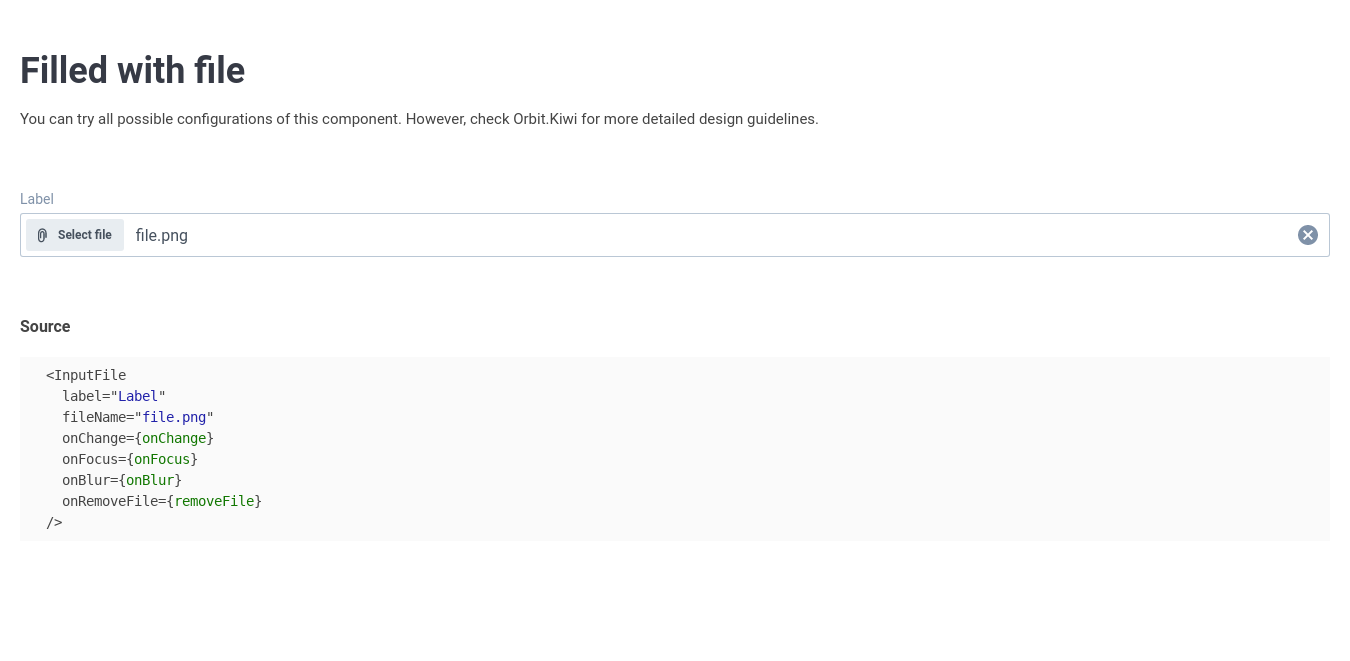 Filled with file
You can try all possible configurations of this component. However, check Orbit.Kiwi for more detailed design guidelines.
Label
Select file file.png
Source
<InputFile
label="Label"
fileName="file.png"
onChange={onChange}
onFocus={onFocus}
onBlur={onBlur}
onRemoveFile={removeFile}
/>